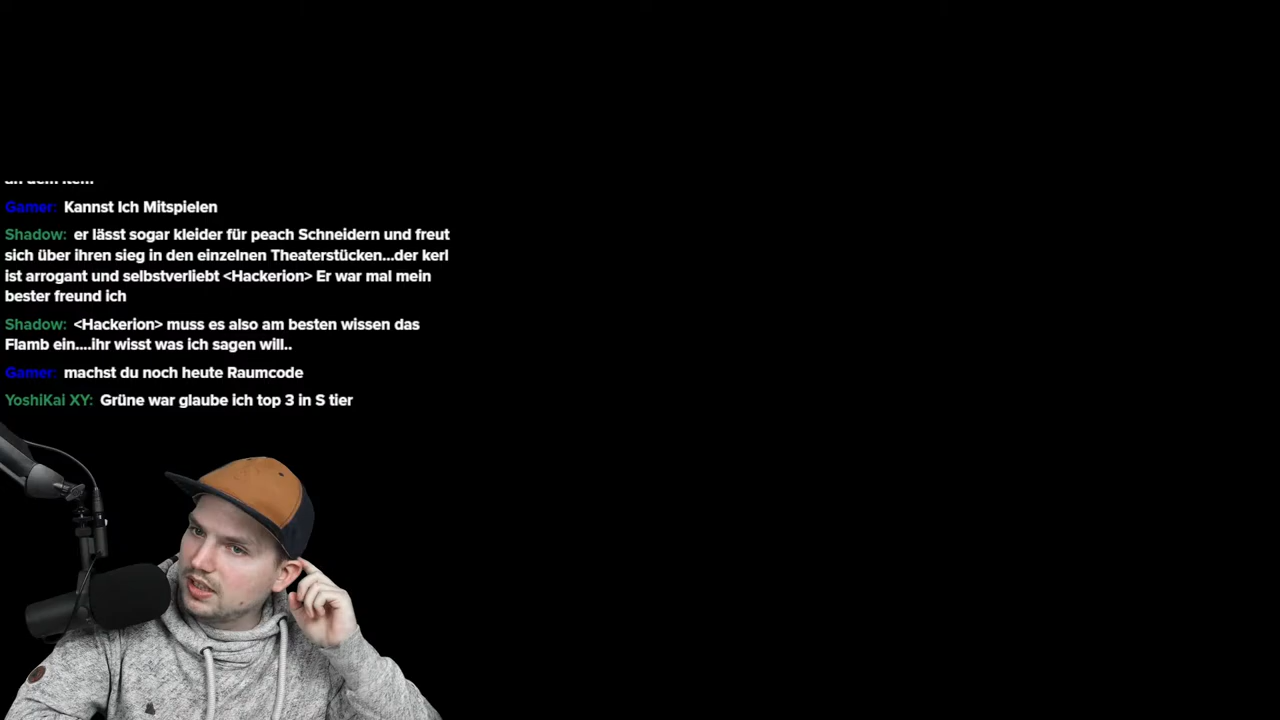 Gamer: Kannst Ich Mitspielen
Shadow: er lässt sogar kleider für peach Schneidern und freut
sich über ihren sieg in den einzelnen Theaterstücken...der kerl
ist arrogant und selbstverliebt <Hackerion> Er war mal mein
bester freund ich
Shadow: <Hackerion> muss es also am besten wissen das
Flamb ein....ihr wisst was ich sagen will..
Gamer: machst du noch heute Raumcode
YoshiKai XY: Grüne war glaube ich top 3 in S tier